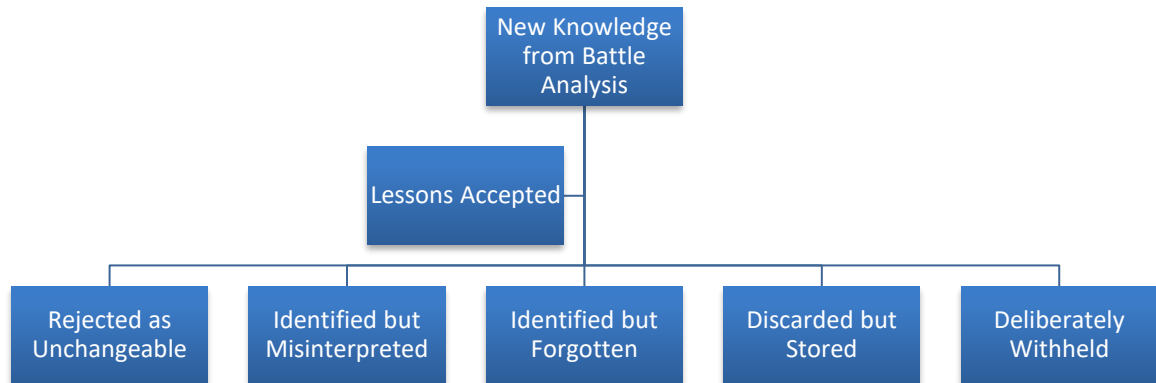 New Knowledge
from Battle
Analysis
Lessons Accepted
Rejected as
Unchangeable
Identified but
Misinterpreted
Identified but
Forgotten
Discarded but
Stored
Deliberately
Withheld